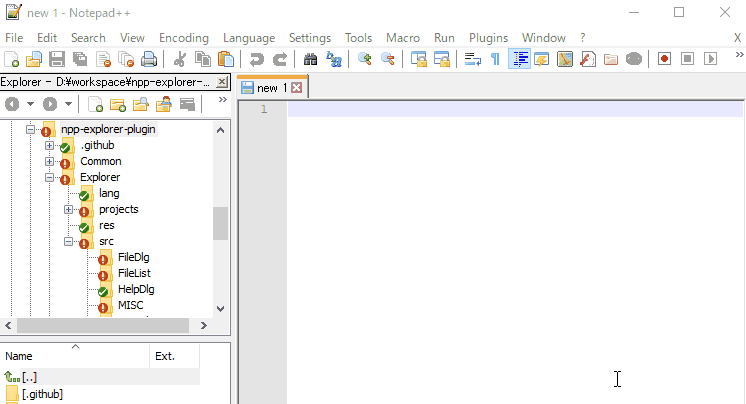 new 1 - Notepad++
File Edit Search View Encoding Language Settings Tools Macro Run Plugins Window ? X
Explorer – D:¥workspace¥npp-explorer-...
new 1
1
npp-explorer-plugin
.github
Common
Explorer
lang
projects
res
src
FileDlg
FileList
HelpDlg
MISC
Name Ext.
[..]
[.github]